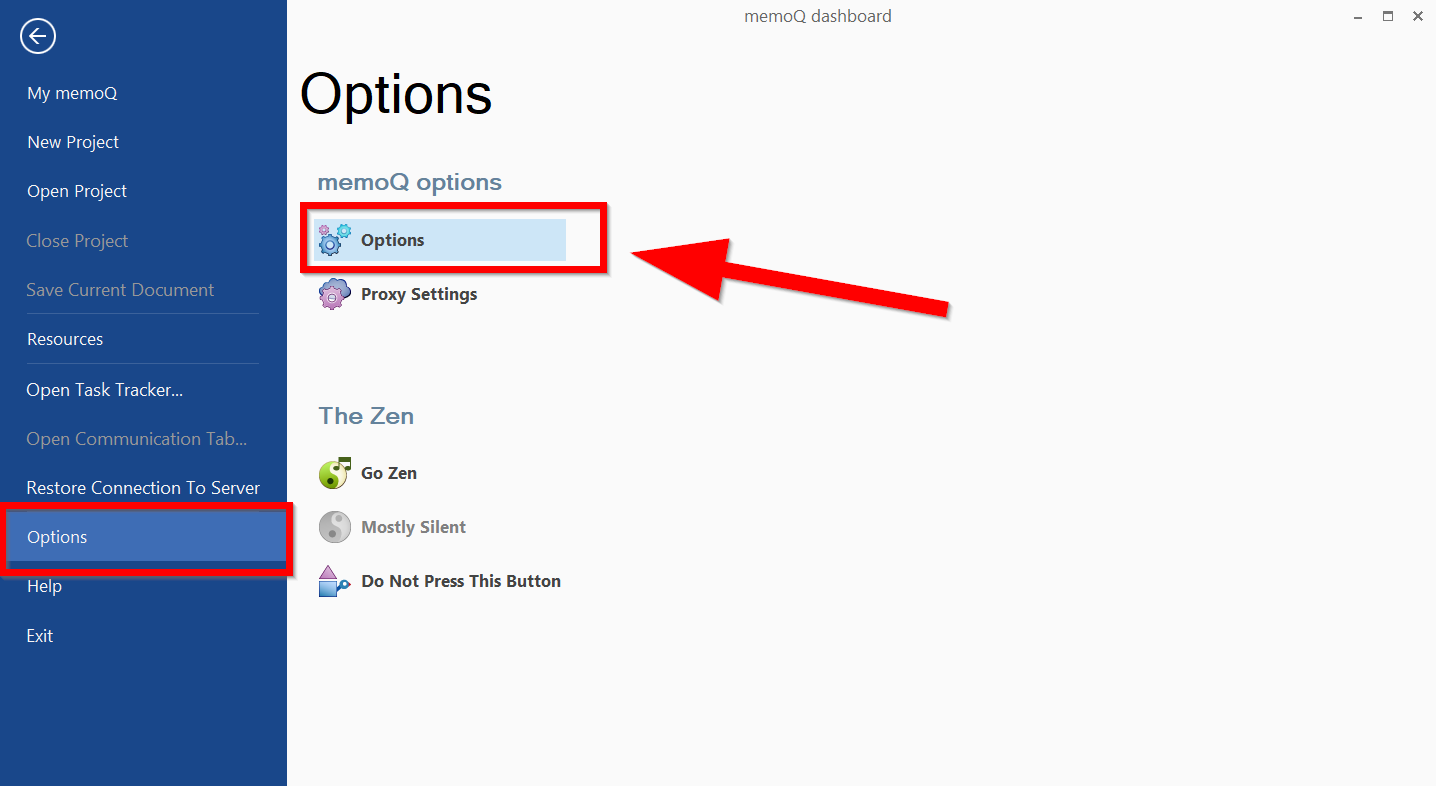 memoQ dashboard
My memoQ
New Project
Open Project
Close Project
Save Current Document
Resources
Open Task Tracker...
Open Communication Tab...
Restore Connection To Server
Options
Help
Exit
Options
memoQ options
Options
Proxy Settings
The Zen
Go Zen
Mostly Silent
Do Not Press This Button